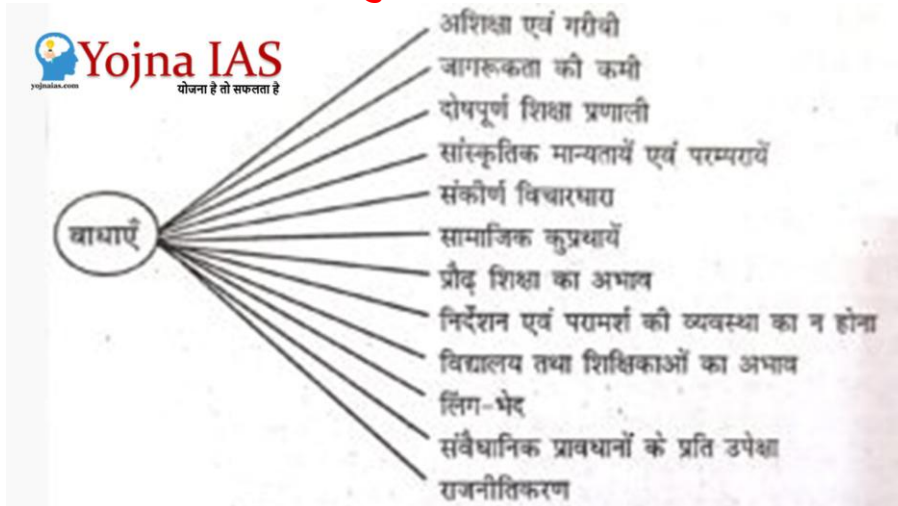 अशिक्षा एवं गरीबी
Yojna IAS
yojnaias.com
योजना है तो सफलता है
जागरूकता की कमी
दोषपूर्ण शिक्षा प्रणाली
सांस्कृतिक मान्यतायें एवं परम्परायें
संकीर्ण विचारधारा
बाधाएँ
सामाजिक कुप्रथायें
प्रौढ़ शिक्षा का अभाव
निर्देशन एवं परामर्श की व्यवस्था का न होना
विद्यालय तथा शिक्षिकाओं का अभाव
लिंग-भेद
संवैधानिक प्रावधानों के प्रति उपेक्षा
राजनीतिकरण